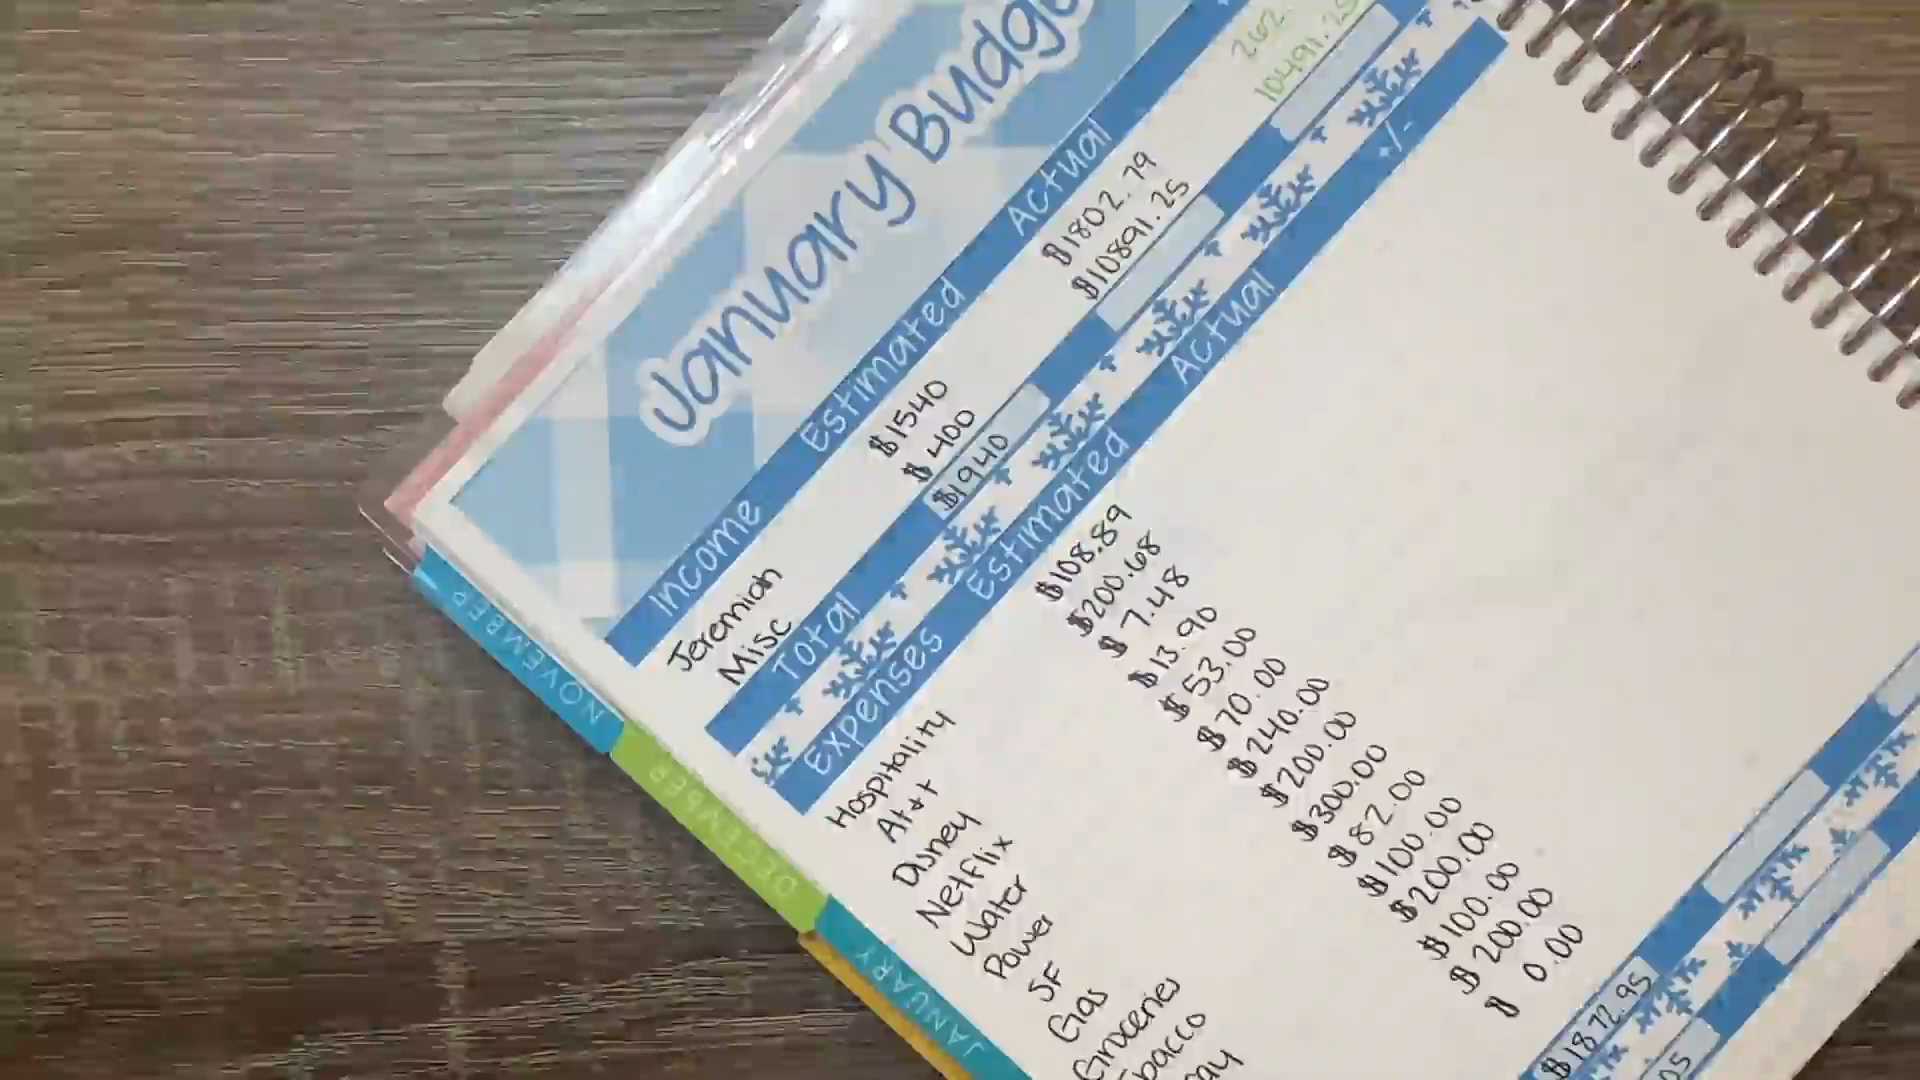 January Budge
Income Estimated Actual
Jeremiah $1540 $1802.79 262.
Misc $ 400 $10891.25 10491.25
Total $1940
Expenses Estimated Actual +/-
Hospitality $108.89
At&t $200.68
Disney $ 7.48
Netflix $13.90
Water $53.00
Power $70.00
SF $240.00
Gas $200.00
Groceries $300.00
$82.00
$100.00
$200.00
$100.00
$200.00
$ 0.00
$1872.95
05
NOVEMBER
DECEMBER
JANUARY